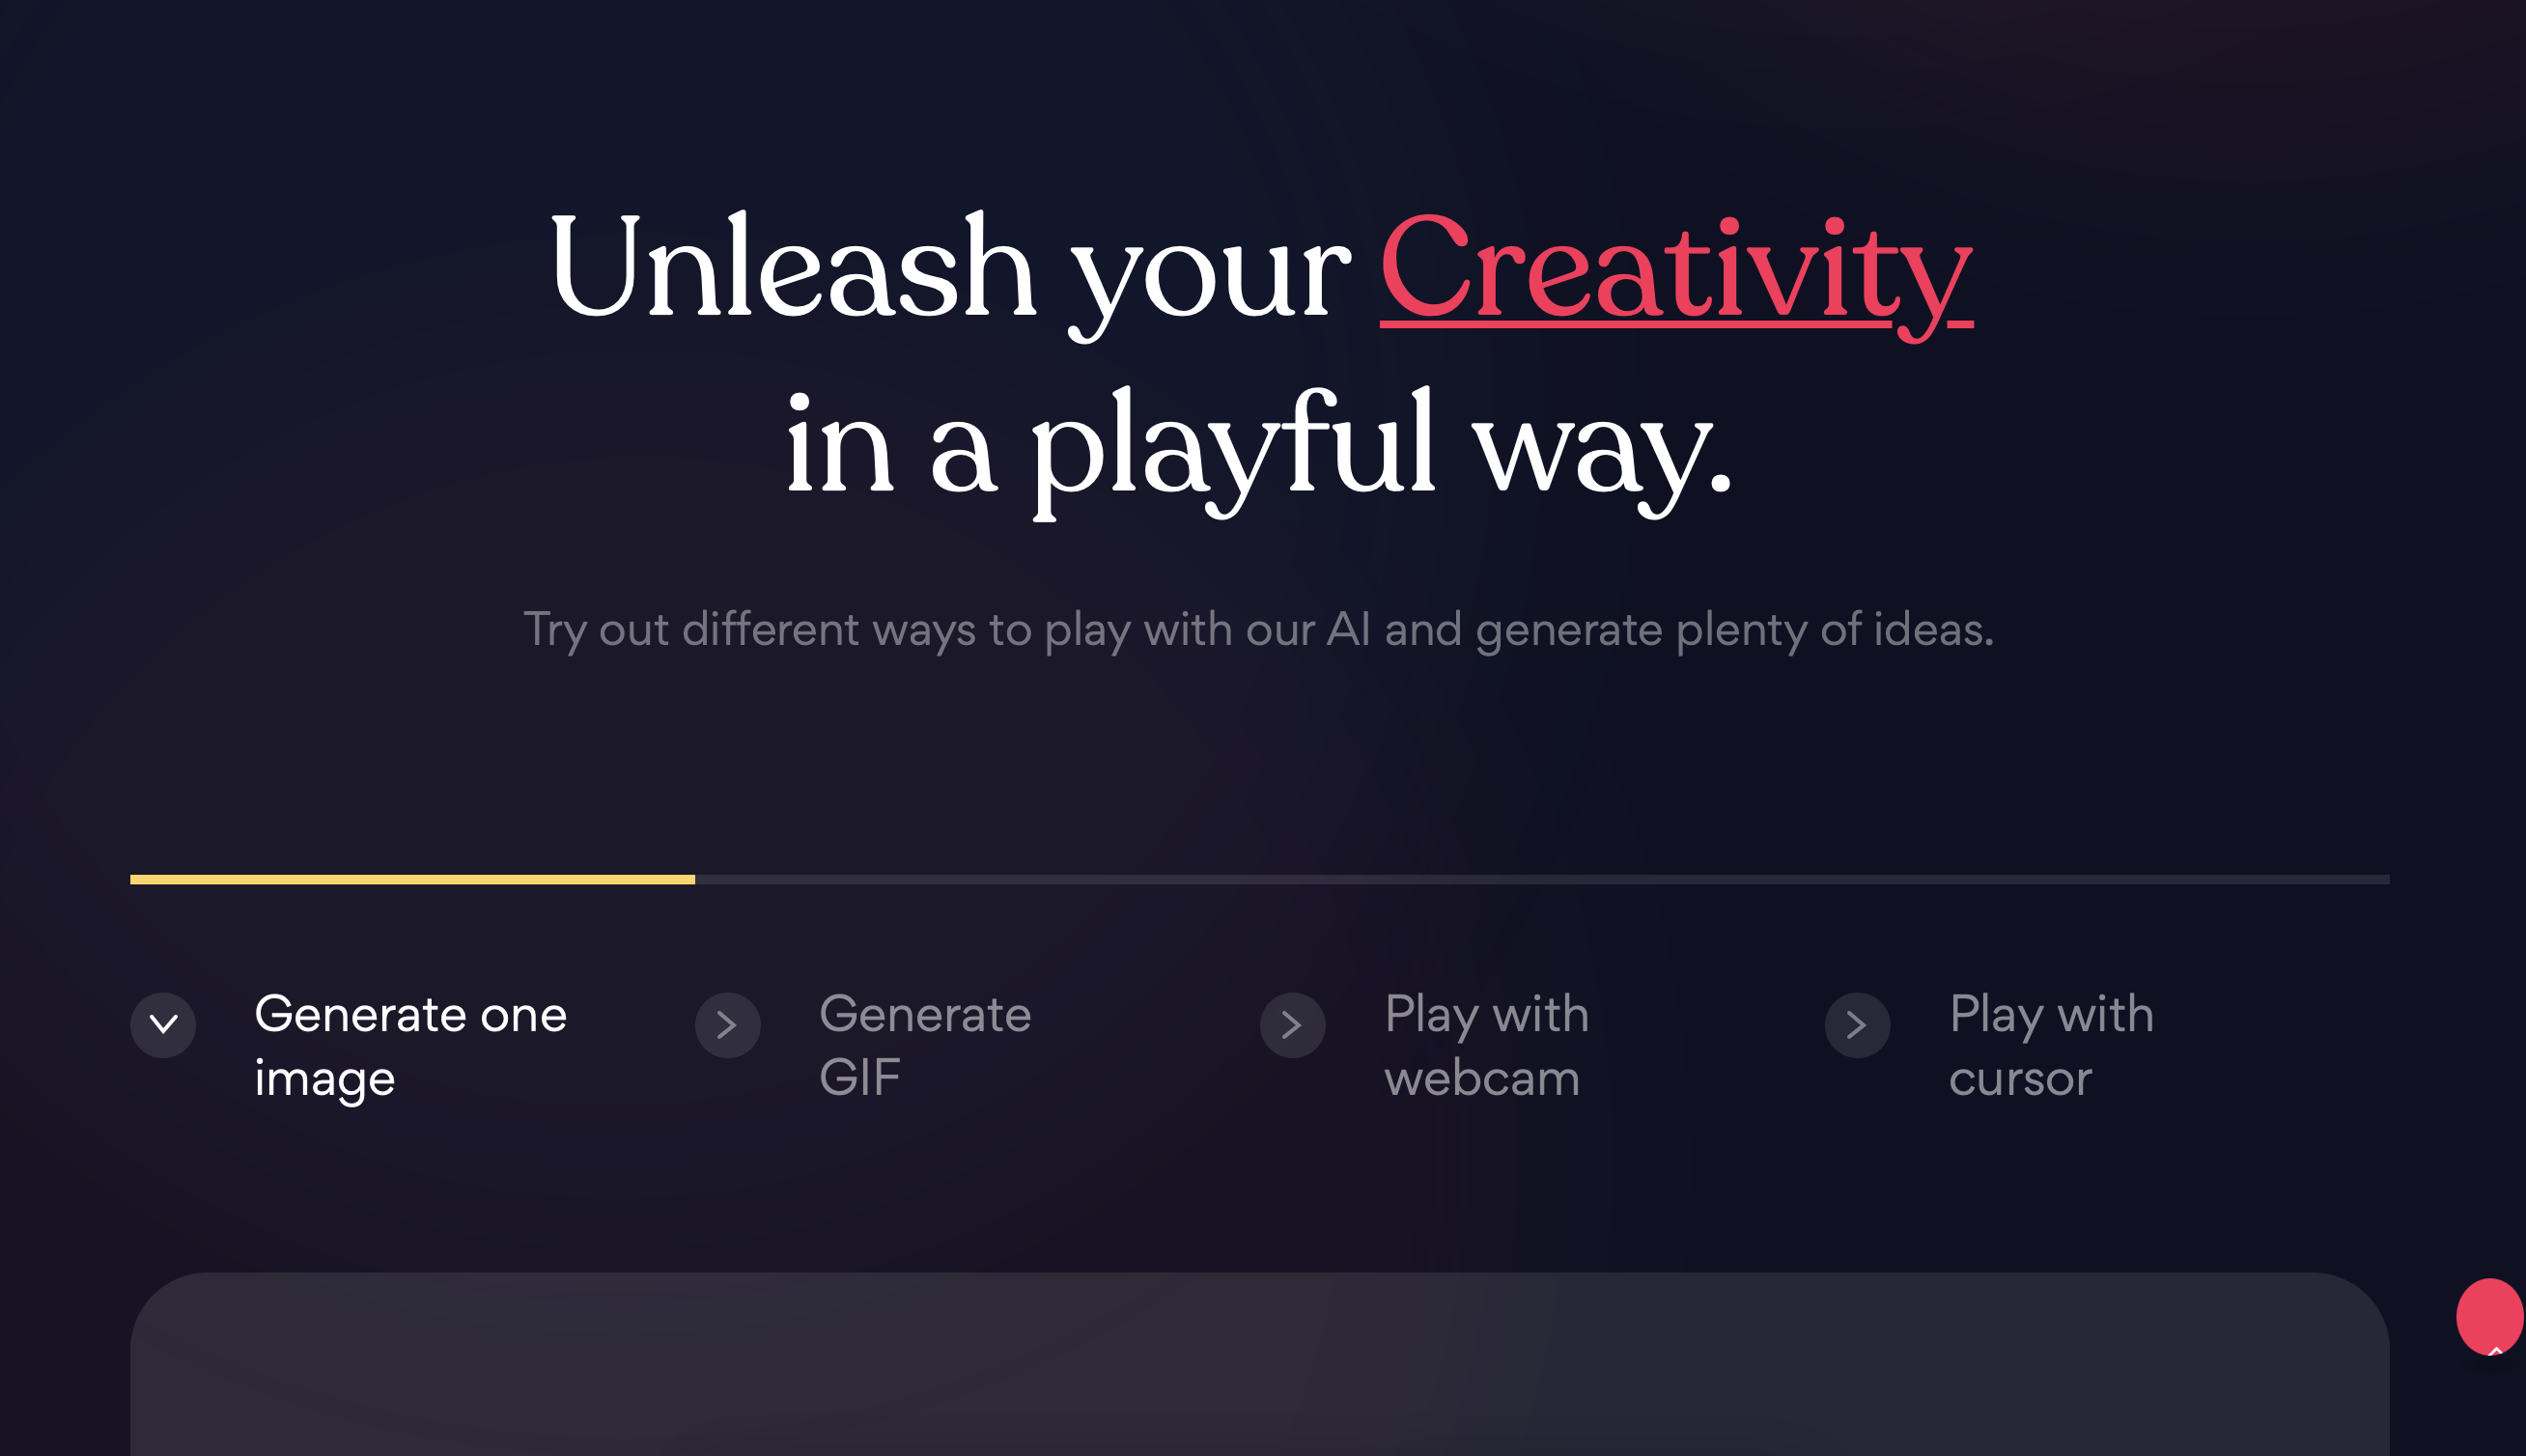 Unleash your Creativity
in a playful way.
Try out different ways to play with our AI and generate plenty of ideas.
Generate one
image
Generate
GIF
Play with
webcam
Play with
cursor